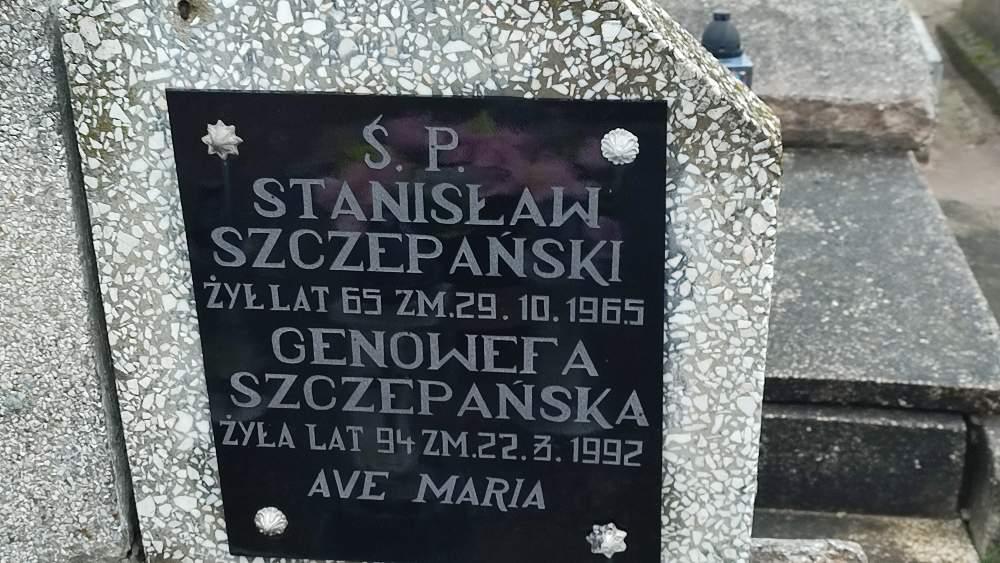 Ś. P.
STANISŁAW
SZCZEPAŃSKI
ŻYŁ LAT 65 ZM.29.10.1965
GENOWEFA
SZCZEPAŃSKA
ŻYŁA LAT 94 ZM.22.3.1992
AVE MARIA